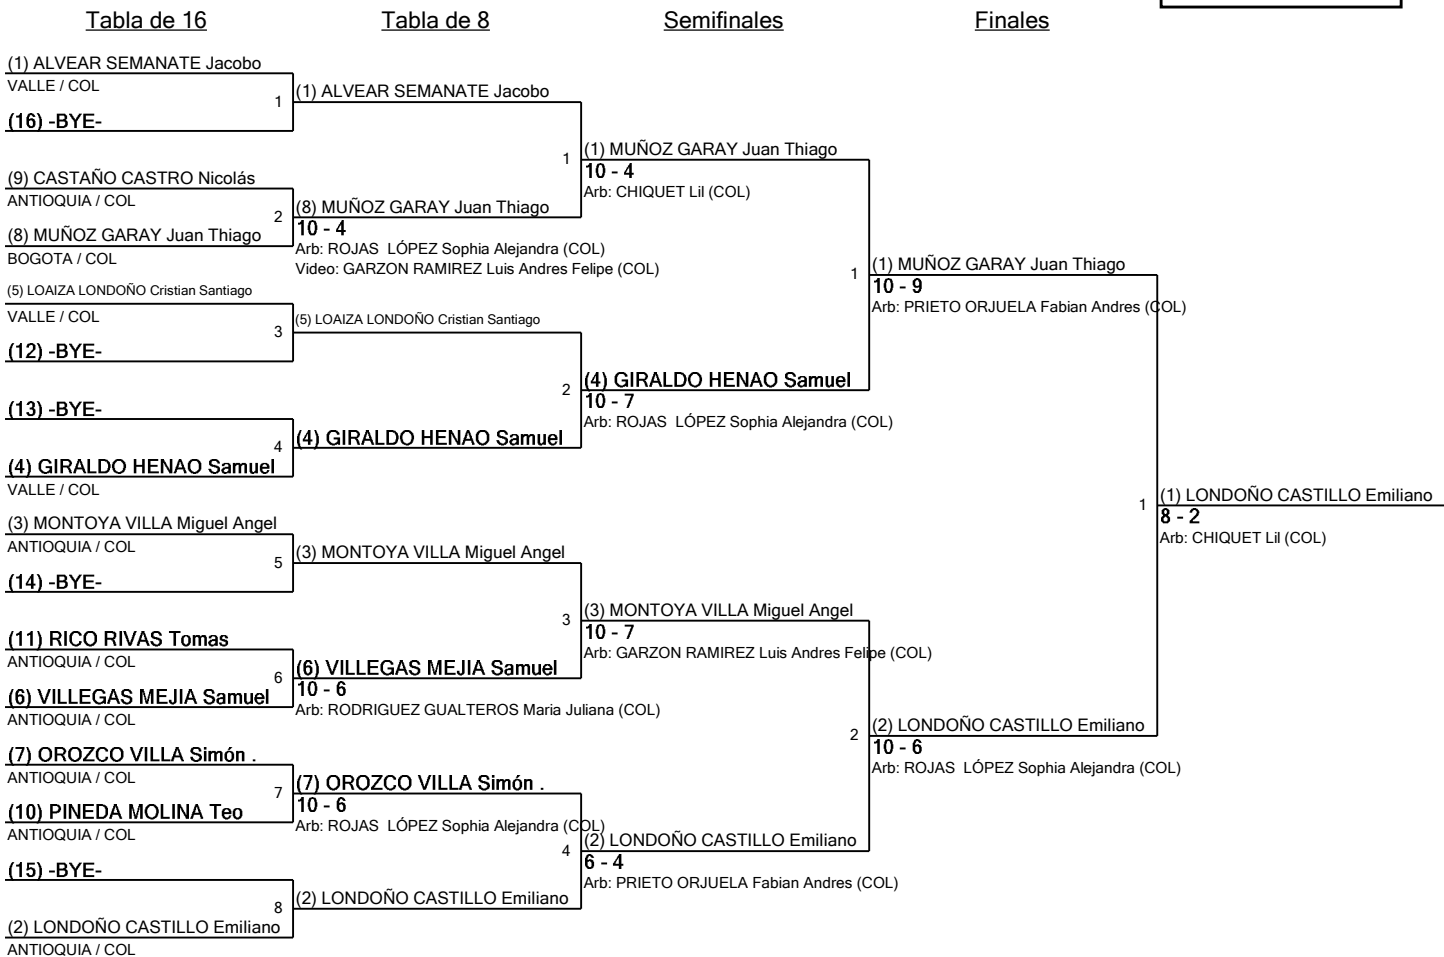 Tabla de 16
(1) ALVEAR SEMANATE Jacobo
VALLE / COL
1
(16) -BYE-
(9) CASTAÑO CASTRO Nicolás
ANTIOQUIA / COL
2
(8) MUÑOZ GARAY Juan Thiago
BOGOTA / COL
(5) LOAIZA LONDOÑO Cristian Santiago
VALLE / COL
3
(12) -BYE-
(13) -BYE-
4
(4) GIRALDO HENAO Samuel
VALLE / COL
(3) MONTOYA VILLA Miguel Angel
ANTIOQUIA / COL
5
(14) -BYE-
(11) RICO RIVAS Tomas
ANTIOQUIA / COL
6
(6) VILLEGAS MEJIA Samuel
ANTIOQUIA / COL
(7) OROZCO VILLA Simón .
ANTIOQUIA / COL
7
(10) PINEDA MOLINA Teo
ANTIOQUIA / COL
(15) -BYE-
8
(2) LONDOÑO CASTILLO Emiliano
ANTIOQUIA / COL
Tabla de 8
(1) ALVEAR SEMANATE Jacobo
1
(8) MUÑOZ GARAY Juan Thiago
10 - 4
Arb: ROJAS  LÓPEZ Sophia Alejandra (COL)
Video: GARZON RAMIREZ Luis Andres Felipe (COL)
(5) LOAIZA LONDOÑO Cristian Santiago
2
(4) GIRALDO HENAO Samuel
(3) MONTOYA VILLA Miguel Angel
3
(6) VILLEGAS MEJIA Samuel
10 - 6
Arb: RODRIGUEZ GUALTEROS Maria Juliana (COL)
(7) OROZCO VILLA Simón .
10 - 6
Arb: ROJAS  LÓPEZ Sophia Alejandra (COL)
4
(2) LONDOÑO CASTILLO Emiliano
Semifinales
(1) MUÑOZ GARAY Juan Thiago
10 - 4
Arb: CHIQUET Lil (COL)
1
(4) GIRALDO HENAO Samuel
10 - 7
Arb: ROJAS  LÓPEZ Sophia Alejandra (COL)
(3) MONTOYA VILLA Miguel Angel
10 - 7
Arb: GARZON RAMIREZ Luis Andres Felipe (COL)
2
(2) LONDOÑO CASTILLO Emiliano
6 - 4
Arb: PRIETO ORJUELA Fabian Andres (COL)
Finales
(1) MUÑOZ GARAY Juan Thiago
10 - 9
Arb: PRIETO ORJUELA Fabian Andres (COL)
1
(2) LONDOÑO CASTILLO Emiliano
10 - 6
Arb: ROJAS  LÓPEZ Sophia Alejandra (COL)
(1) LONDOÑO CASTILLO Emiliano
8 - 2
Arb: CHIQUET Lil (COL)